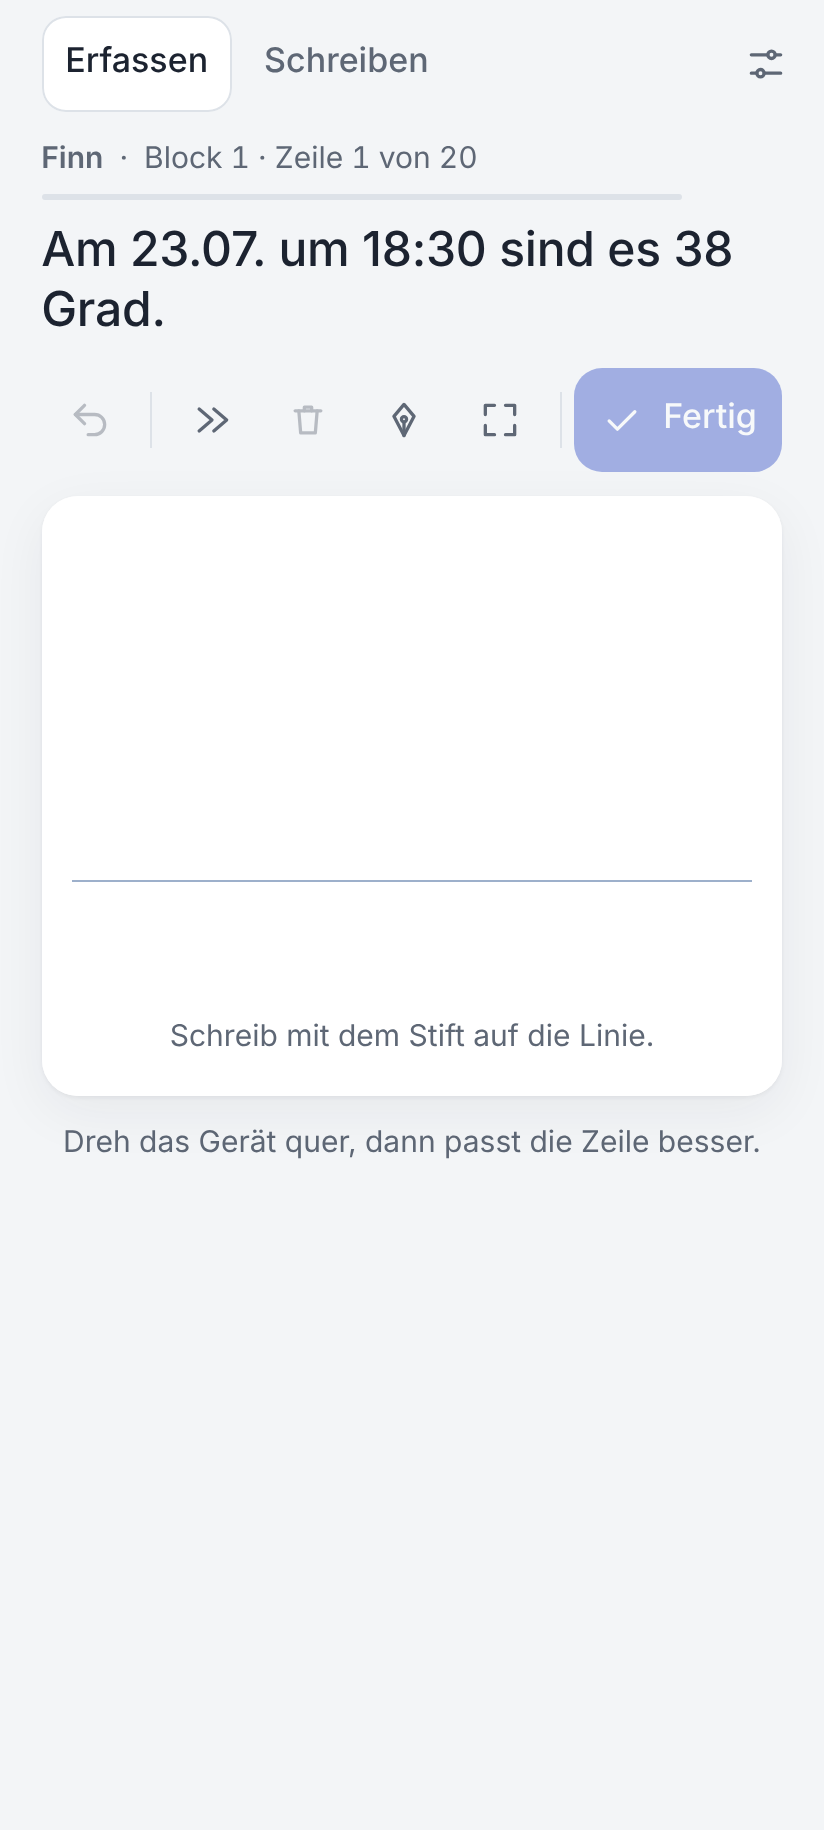 Erfassen Schreiben
Finn · Block 1 · Zeile 1 von 20
Am 23.07. um 18:30 sind es 38
Grad.
Fertig
Schreib mit dem Stift auf die Linie.
Dreh das Gerät quer, dann passt die Zeile besser.